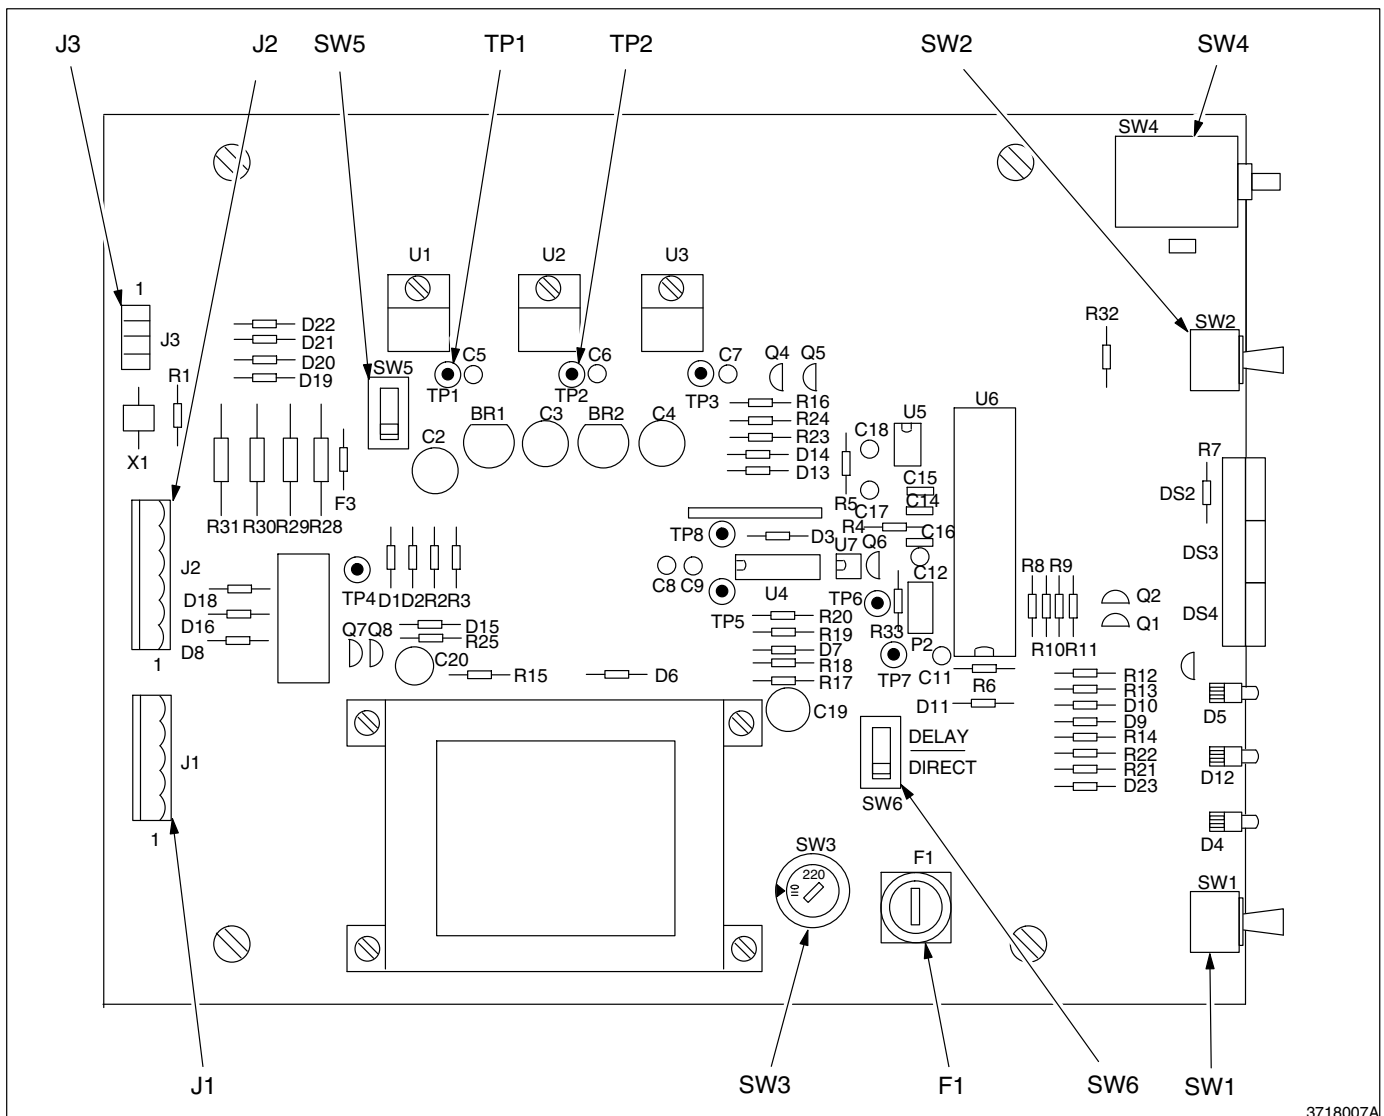 J3 J2 SW5 TP1 TP2 SW2 SW4
SW4
U1 U2 U3
1
J3
D22
D21
D20
D19
R32
SW2
SW5
C5 C6 C7 Q4 Q5
TP1 TP2 TP3
R1
X1
BR1 C3 BR2 C4
C2
R16
R24
R23
D14
D13
U5 U6
C18
C15
C14
R5 C17
R4 C16
R7
DS2
DS3
DS4
F3
R31 R30 R29 R28
TP8 D3 U7 Q6
J2
D18
D16
D8
1
TP4 D1 D2 R2 R3
C8 C9 U4
TP5
C12
TP6
R33
P2
TP7 C11
R8 R9
R10 R11
Q2
Q1
Q7 Q8
D15
R25
C20
R15 D6
R20
R19
D7
R18
R17
C19
R6
D11
R12
R13
D10
D9
R14
R22
R21
D23
D5
D12
D4
J1
1
DELAY
DIRECT
SW6
SW3
220
110
F1
SW1
J1 SW3 F1 SW6 SW1
3718007A